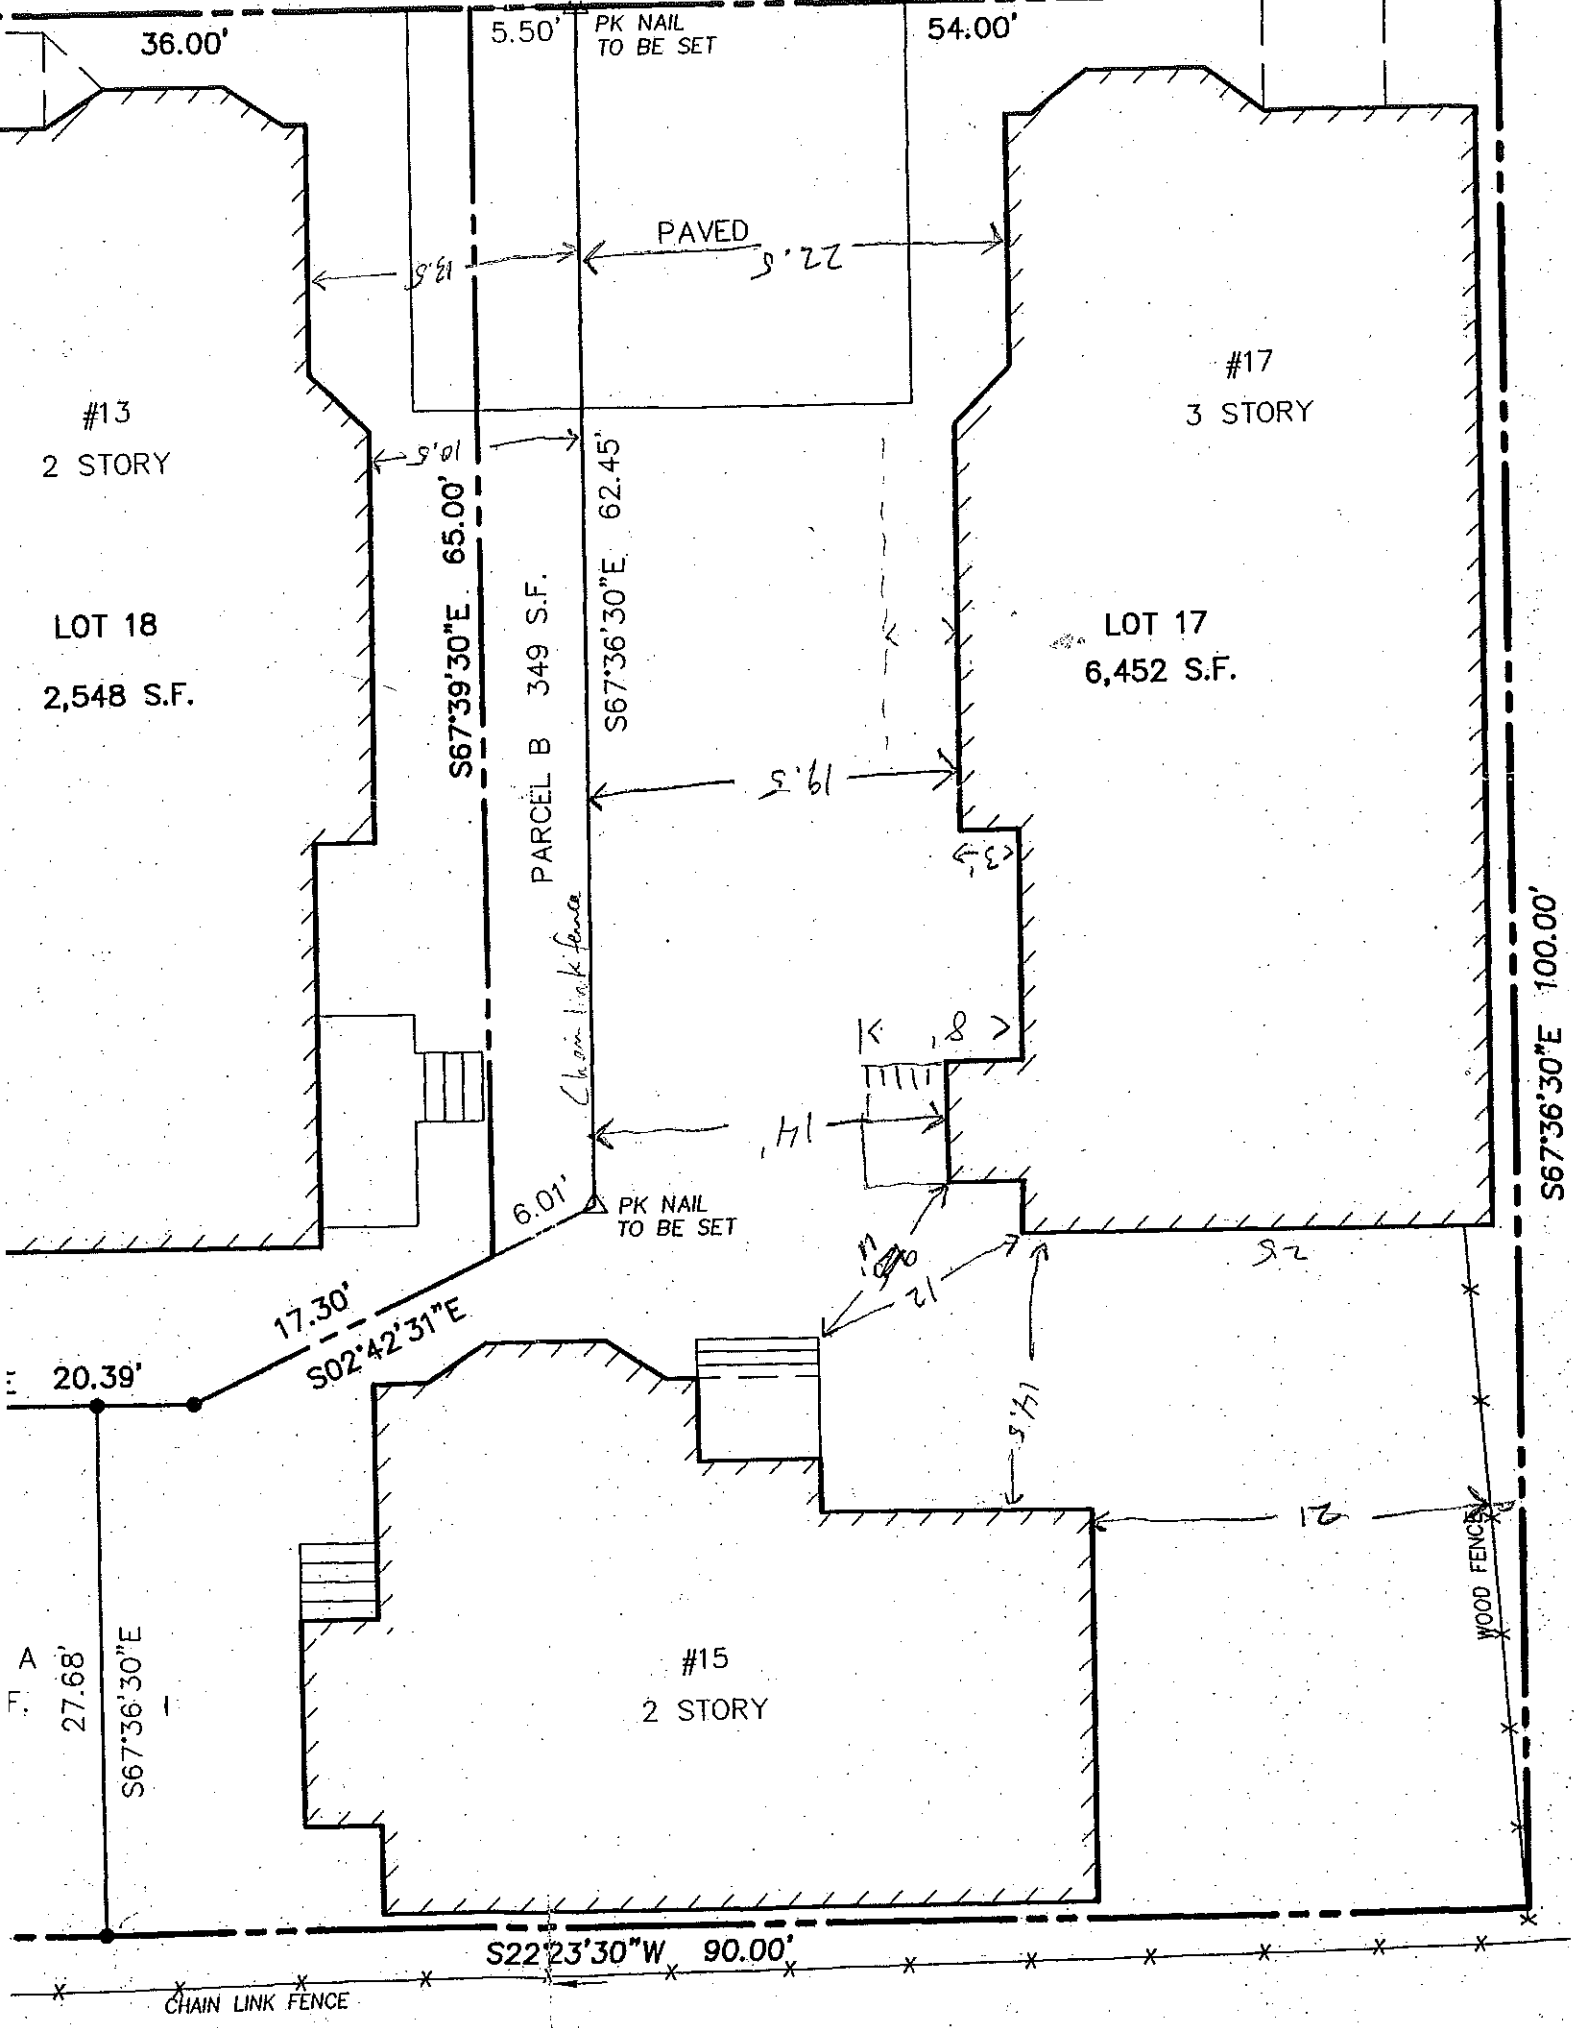 36.00'
5.50'
PK NAIL
TO BE SET
54.00'
PAVED
13.5
22.5
#13
2 STORY
#17
3 STORY
10.5
S67°39'30"E 65.00'
S67°36'30"E 62.45'
PARCEL B 349 S.F.
LOT 18
2,548 S.F.
LOT 17
6,452 S.F.
19.5
3'
Chain link fence
8'
14'
S67°36'30"E 100.00'
6.01'
PK NAIL
TO BE SET
12
25
17.30'
S02°42'31"E
20.39'
14.5
21
WOOD FENCE
A
F.
27.68'
S67°36'30"E
#15
2 STORY
S22°23'30"W 90.00'
CHAIN LINK FENCE